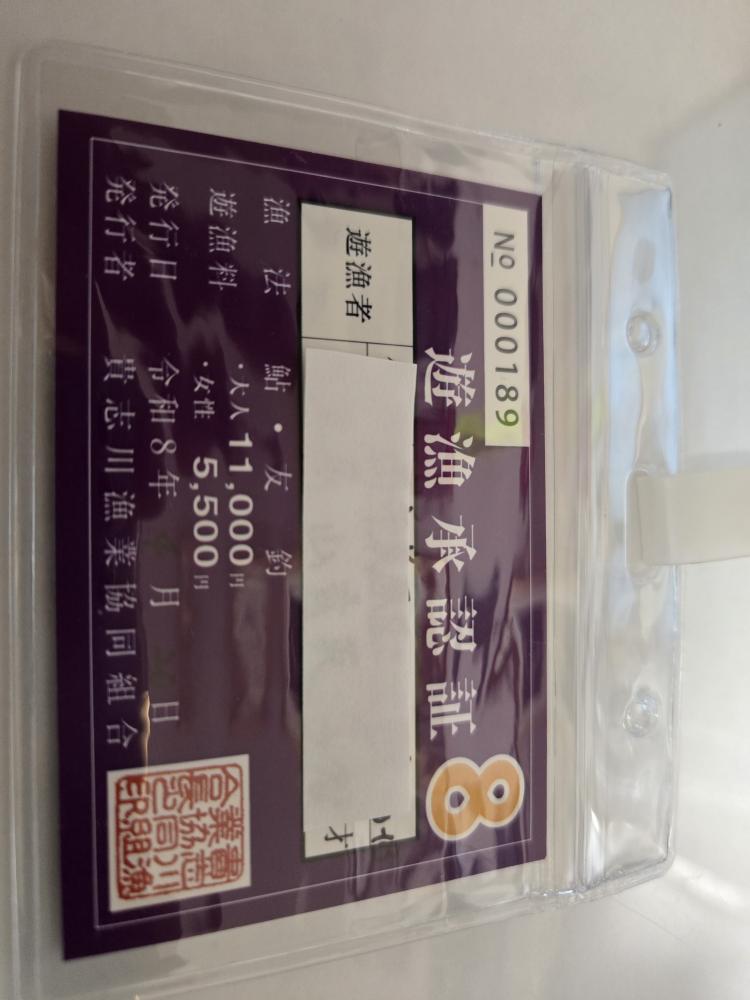 № 000189
遊漁承認証 8
遊漁者
才
漁法 鮎・友釣
遊漁料 ・大人 11,000円
・女性 5,500円
発行日 令和8年 月 日
発行者 貴志川漁業協同組合